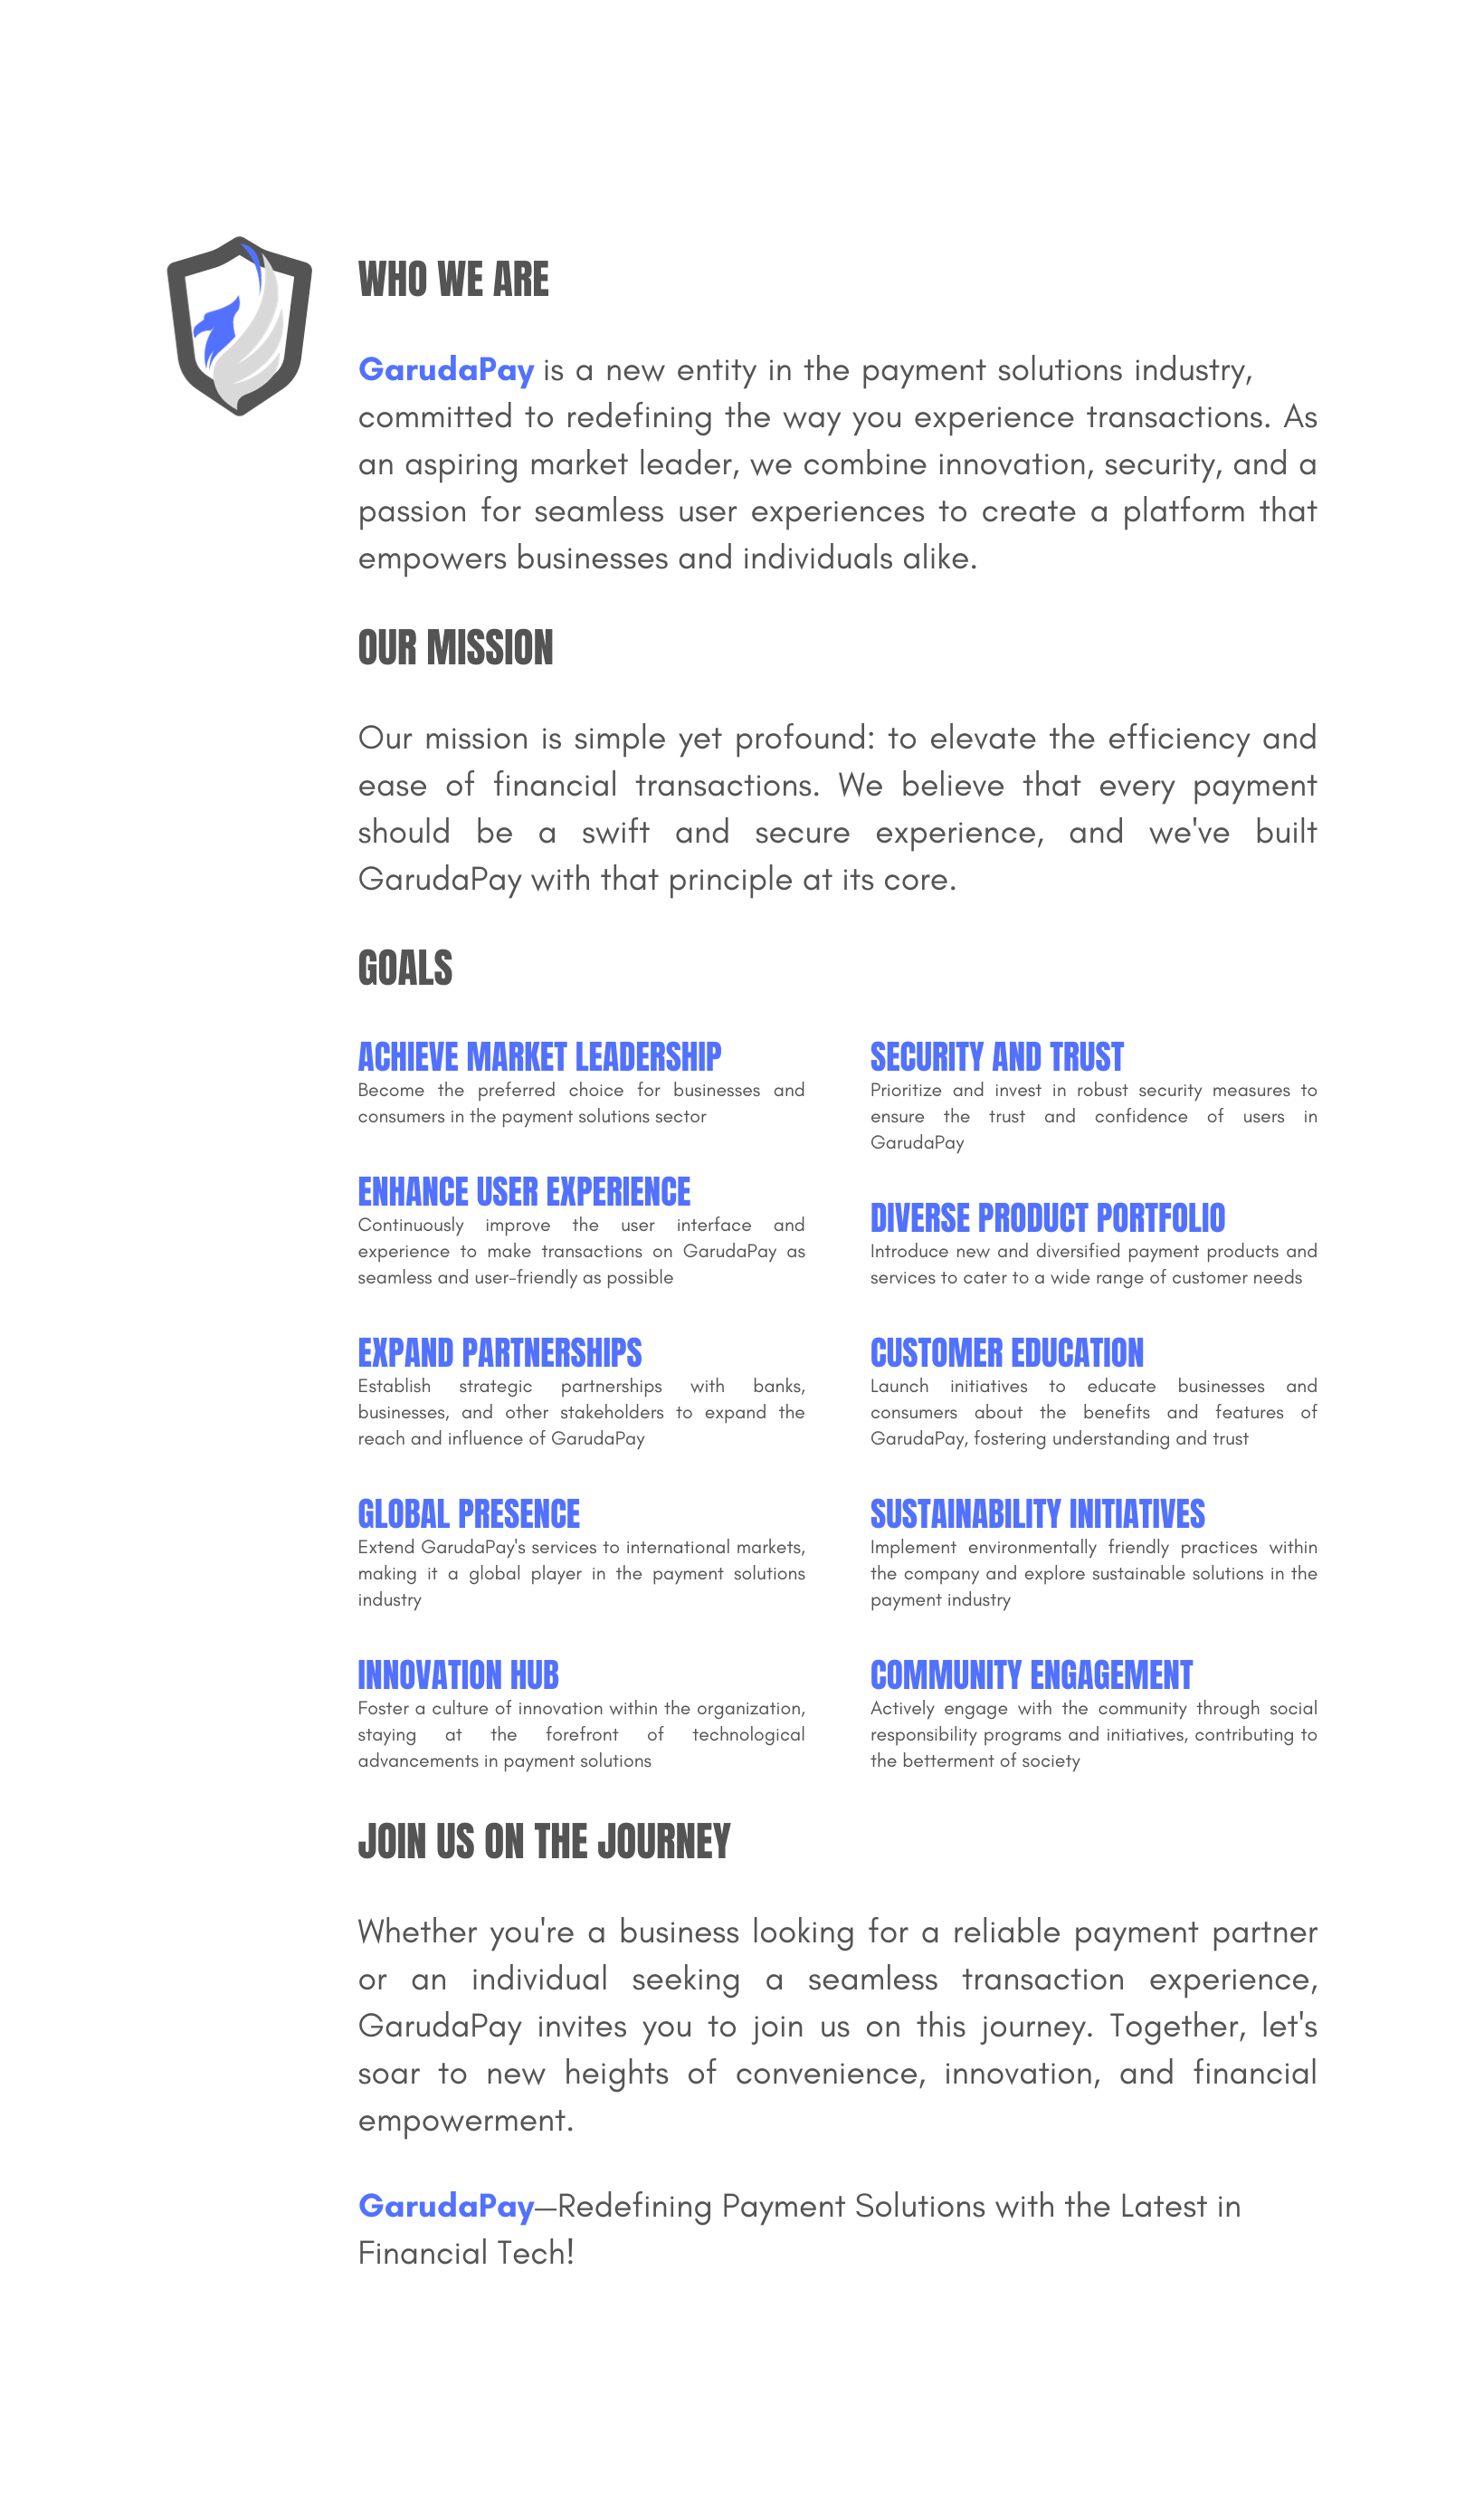 WHO WE ARE
GarudaPay is a new entity in the payment solutions industry,
committed to redefining the way you experience transactions. As
an aspiring market leader, we combine innovation, security, and a
passion for seamless user experiences to create a platform that
empowers businesses and individuals alike.
OUR MISSION
Our mission is simple yet profound: to elevate the efficiency and
ease of financial transactions. We believe that every payment
should be a swift and secure experience, and we've built
GarudaPay with that principle at its core.
GOALS
ACHIEVE MARKET LEADERSHIP
Become the preferred choice for businesses and
consumers in the payment solutions sector
ENHANCE USER EXPERIENCE
Continuously improve the user interface and
experience to make transactions on GarudaPay as
seamless and user-friendly as possible
EXPAND PARTNERSHIPS
Establish strategic partnerships with banks,
businesses, and other stakeholders to expand the
reach and influence of GarudaPay
GLOBAL PRESENCE
Extend GarudaPay's services to international markets,
making it a global player in the payment solutions
industry
INNOVATION HUB
Foster a culture of innovation within the organization,
staying at the forefront of technological
advancements in payment solutions
SECURITY AND TRUST
Prioritize and invest in robust security measures to
ensure the trust and confidence of users in
GarudaPay
DIVERSE PRODUCT PORTFOLIO
Introduce new and diversified payment products and
services to cater to a wide range of customer needs
CUSTOMER EDUCATION
Launch initiatives to educate businesses and
consumers about the benefits and features of
GarudaPay, fostering understanding and trust
SUSTAINABILITY INITIATIVES
Implement environmentally friendly practices within
the company and explore sustainable solutions in the
payment industry
COMMUNITY ENGAGEMENT
Actively engage with the community through social
responsibility programs and initiatives, contributing to
the betterment of society
JOIN US ON THE JOURNEY
Whether you're a business looking for a reliable payment partner
or an individual seeking a seamless transaction experience,
GarudaPay invites you to join us on this journey. Together, let's
soar to new heights of convenience, innovation, and financial
empowerment.
GarudaPay—Redefining Payment Solutions with the Latest in
Financial Tech!